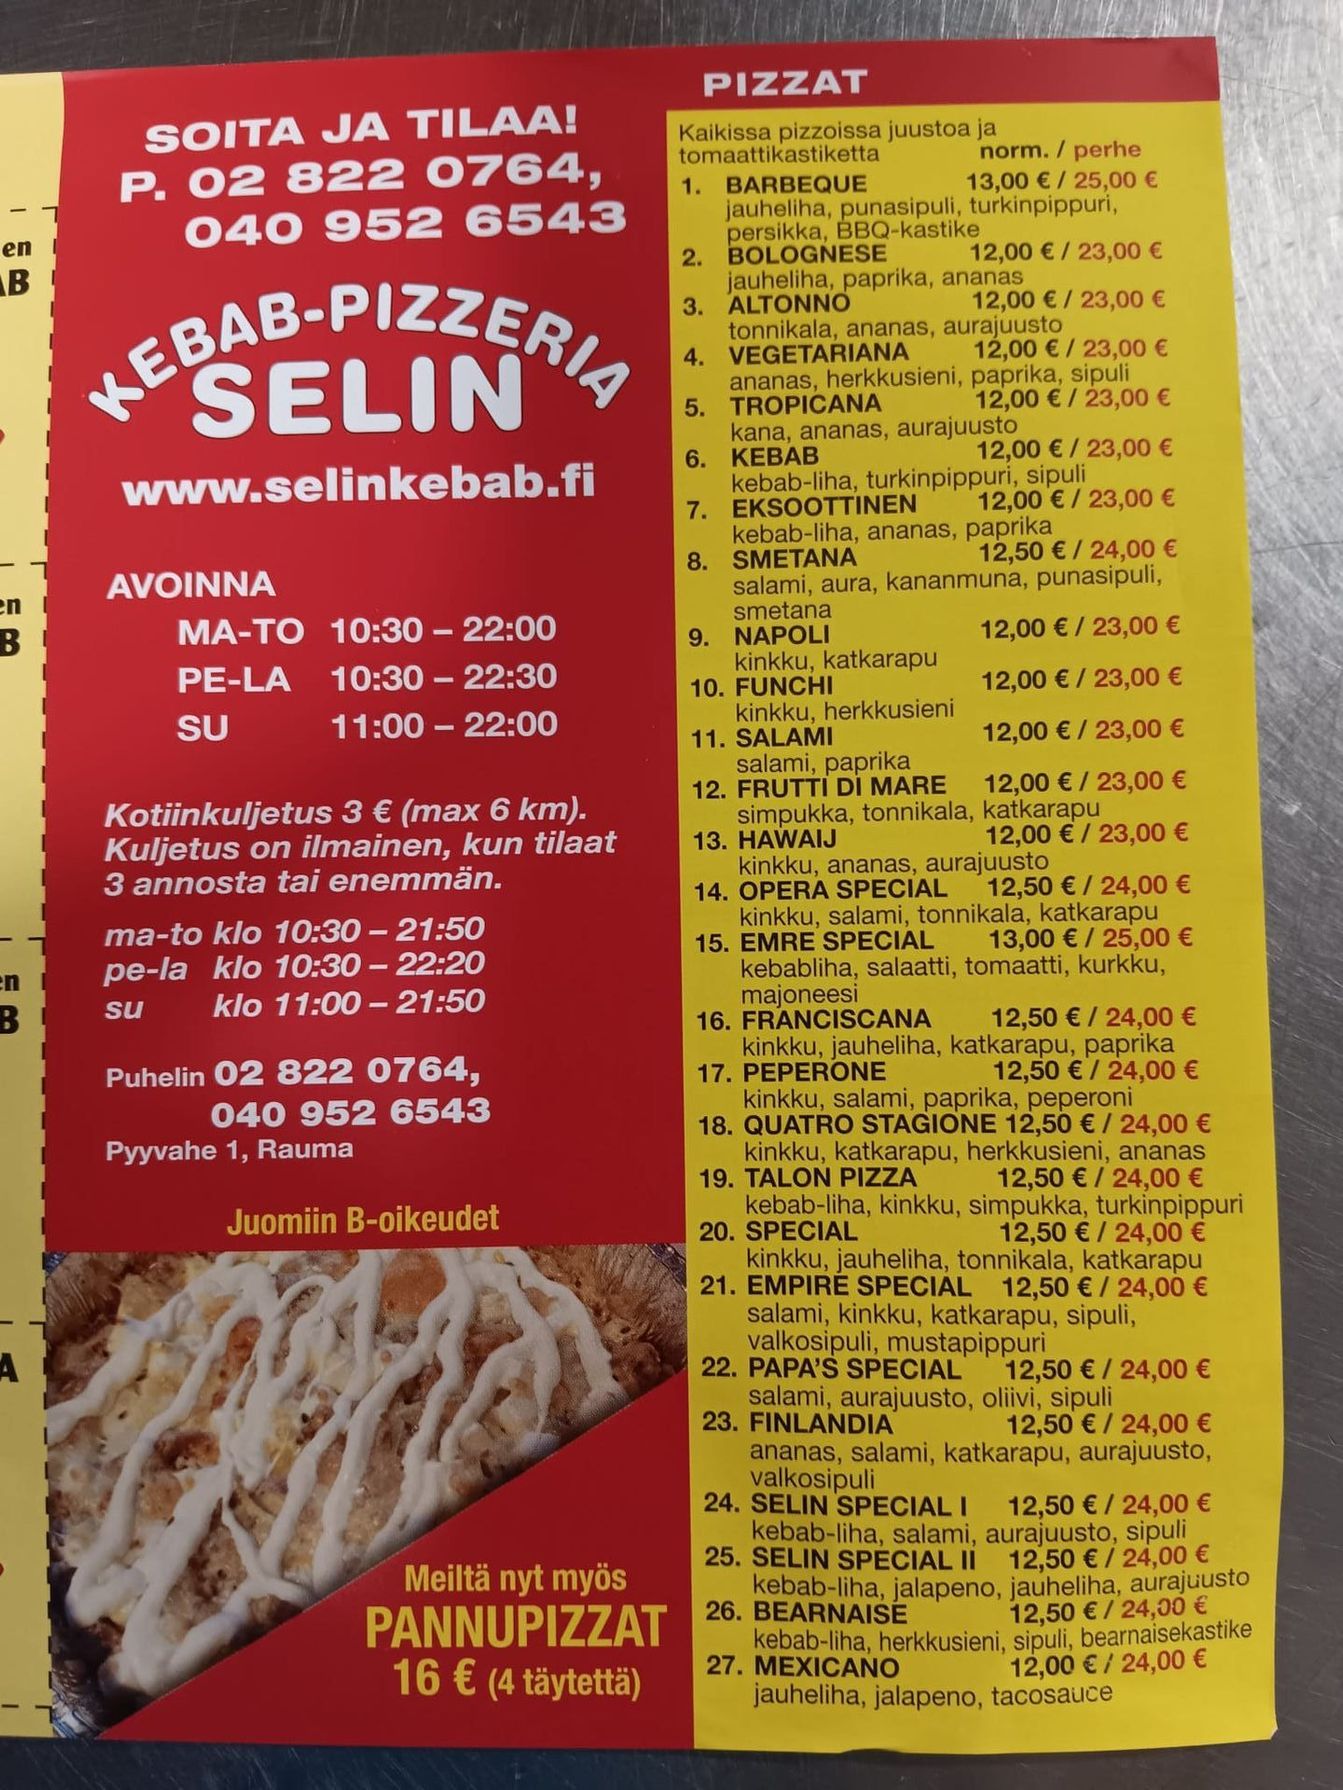 en
AB
en
B
en
B
A
SOITA JA TILAA!
P. 02 822 0764,
040 952 6543
KEBAB-PIZZERIA
SELIN
www.selinkebab.fi
AVOINNA
MA-TO 10:30 – 22:00
PE-LA 10:30 – 22:30
SU 11:00 – 22:00
Kotiinkuljetus 3 € (max 6 km).
Kuljetus on ilmainen, kun tilaat
3 annosta tai enemmän.
ma-to klo 10:30 – 21:50
pe-la klo 10:30 – 22:20
su klo 11:00 – 21:50
Puhelin 02 822 0764,
040 952 6543
Pyyvahe 1, Rauma
Juomiin B-oikeudet
Meiltä nyt myös
PANNUPIZZAT
16 € (4 täytettä)
PIZZAT
Kaikissa pizzoissa juustoa ja
tomaattikastiketta norm. / perhe
1. BARBEQUE 13,00 € / 25,00 €
jauheliha, punasipuli, turkinpippuri,
persikka, BBQ-kastike
2. BOLOGNESE 12,00 € / 23,00 €
jauheliha, paprika, ananas
3. ALTONNO 12,00 € / 23,00 €
tonnikala, ananas, aurajuusto
4. VEGETARIANA 12,00 € / 23,00 €
ananas, herkkusieni, paprika, sipuli
5. TROPICANA 12,00 € / 23,00 €
kana, ananas, aurajuusto
6. KEBAB 12,00 € / 23,00 €
kebab-liha, turkinpippuri, sipuli
7. EKSOOTTINEN 12,00 € / 23,00 €
kebab-liha, ananas, paprika
8. SMETANA 12,50 € / 24,00 €
salami, aura, kananmuna, punasipuli,
smetana
9. NAPOLI 12,00 € / 23,00 €
kinkku, katkarapu
10. FUNCHI 12,00 € / 23,00 €
kinkku, herkkusieni
11. SALAMI 12,00 € / 23,00 €
salami, paprika
12. FRUTTI DI MARE 12,00 € / 23,00 €
simpukka, tonnikala, katkarapu
13. HAWAIJ 12,00 € / 23,00 €
kinkku, ananas, aurajuusto
14. OPERA SPECIAL 12,50 € / 24,00 €
kinkku, salami, tonnikala, katkarapu
15. EMRE SPECIAL 13,00 € / 25,00 €
kebabliha, salaatti, tomaatti, kurkku,
majoneesi
16. FRANCISCANA 12,50 € / 24,00 €
kinkku, jauheliha, katkarapu, paprika
17. PEPERONE 12,50 € / 24,00 €
kinkku, salami, paprika, peperoni
18. QUATRO STAGIONE 12,50 € / 24,00 €
kinkku, katkarapu, herkkusieni, ananas
19. TALON PIZZA 12,50 € / 24,00 €
kebab-liha, kinkku, simpukka, turkinpippuri
20. SPECIAL 12,50 € / 24,00 €
kinkku, jauheliha, tonnikala, katkarapu
21. EMPIRE SPECIAL 12,50 € / 24,00 €
salami, kinkku, katkarapu, sipuli,
valkosipuli, mustapippuri
22. PAPA'S SPECIAL 12,50 € / 24,00 €
salami, aurajuusto, oliivi, sipuli
23. FINLANDIA 12,50 € / 24,00 €
ananas, salami, katkarapu, aurajuusto,
valkosipuli
24. SELIN SPECIAL I 12,50 € / 24,00 €
kebab-liha, salami, aurajuusto, sipuli
25. SELIN SPECIAL II 12,50 € / 24,00 €
kebab-liha, jalapeno, jauheliha, aurajuusto
26. BEARNAISE 12,50 € / 24,00 €
kebab-liha, herkkusieni, sipuli, bearnaisekastike
27. MEXICANO 12,00 € / 24,00 €
jauheliha, jalapeno, tacosauce